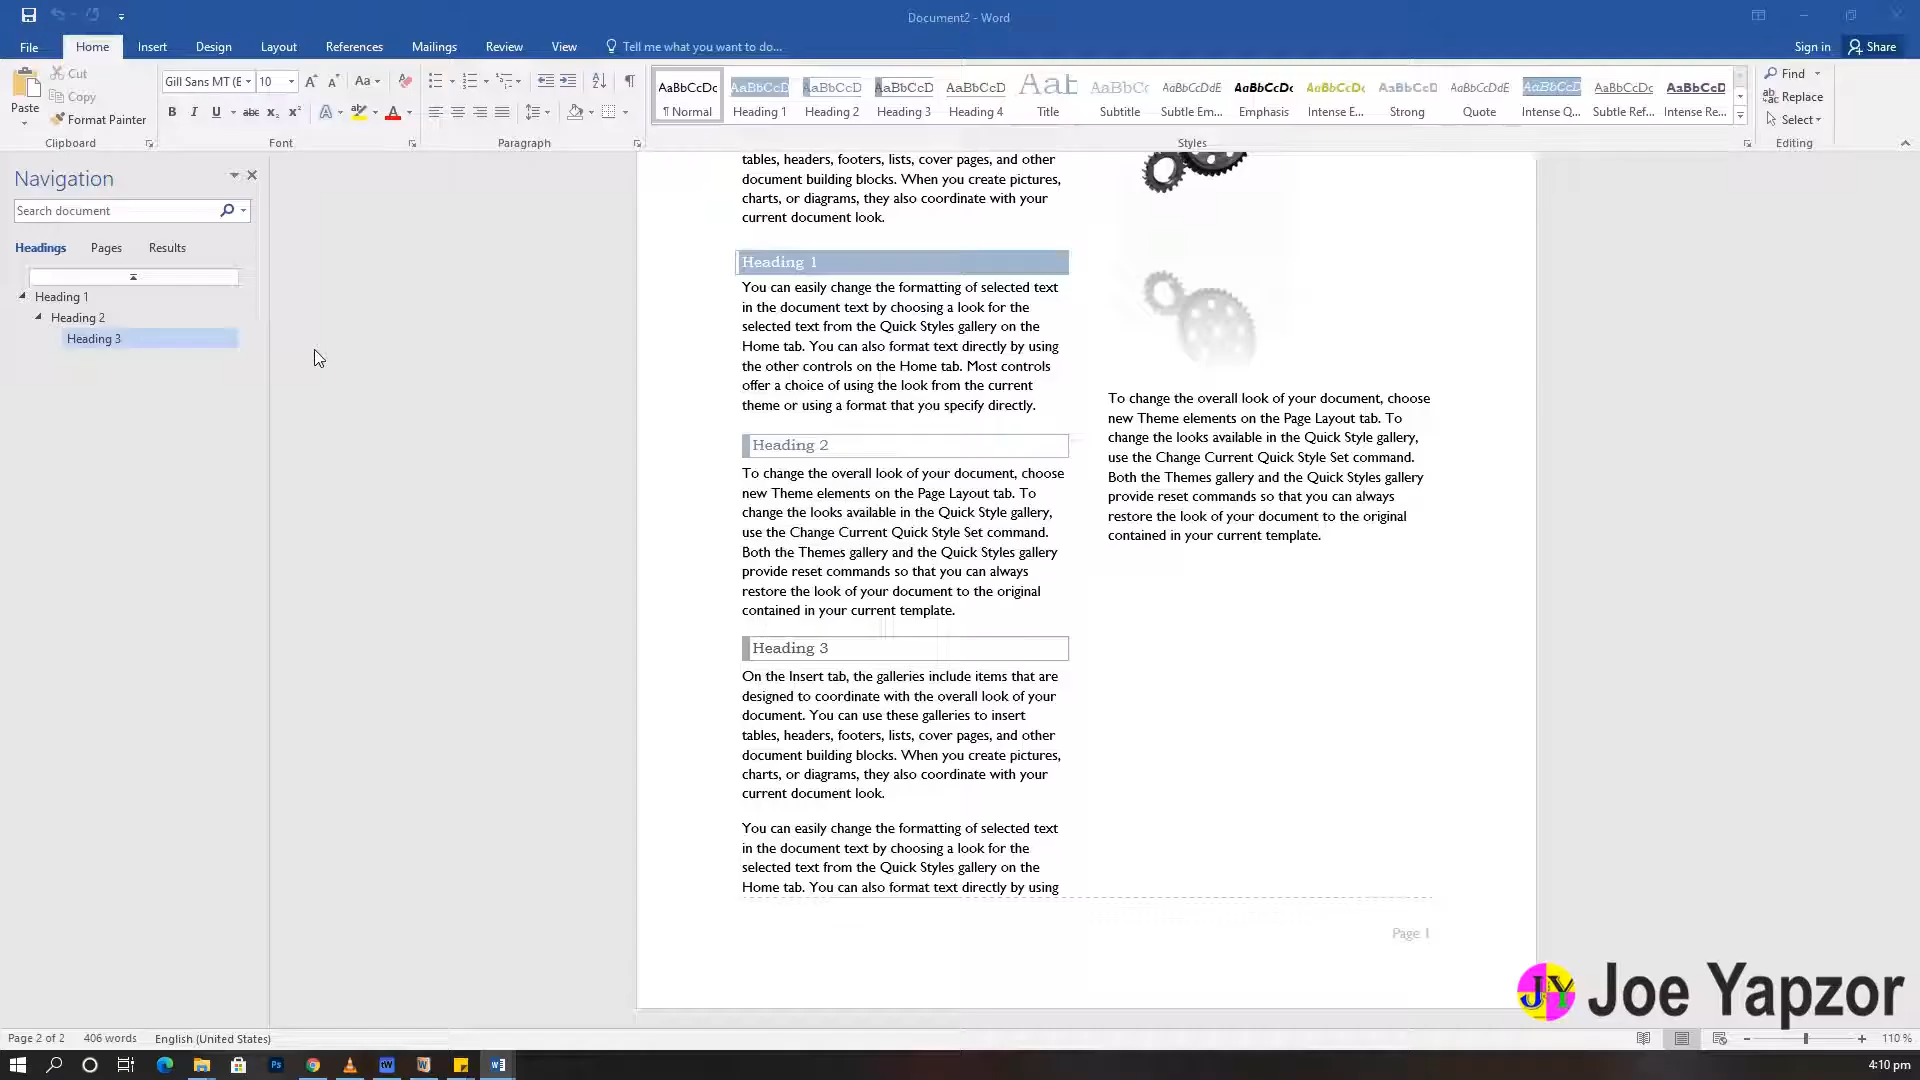 Document2 - Word
File
Home
Insert
Design
Layout
References
Mailings
Review
View
Tell me what you want to do...
Sign in
Share
Paste
Cut
Copy
Format Painter
Clipboard
Gill Sans MT (E
10
Aa
B I U abc x₂ x²
Font
Paragraph
AaBbCcDc
¶ Normal
AaBbCcD
Heading 1
AaBbCcD
Heading 2
AaBbCcD
Heading 3
AaBbCcD
Heading 4
Aat
Title
AaBbCc
Subtitle
AaBbCcDdE
Subtle Em...
AaBbCcDc
Emphasis
AaBbCcDc
Intense E...
AaBbCcD
Strong
AaBbCcDdE
Quote
AaBbCcD
Intense Q...
AaBbCcDc
Subtle Ref...
AaBbCcD
Intense Re...
Styles
Find
Replace
Select
Editing
Navigation
Search document
Headings
Pages
Results
Heading 1
Heading 2
Heading 3
tables, headers, footers, lists, cover pages, and other
document building blocks. When you create pictures,
charts, or diagrams, they also coordinate with your
current document look.
Heading 1
You can easily change the formatting of selected text
in the document text by choosing a look for the
selected text from the Quick Styles gallery on the
Home tab. You can also format text directly by using
the other controls on the Home tab. Most controls
offer a choice of using the look from the current
theme or using a format that you specify directly.
Heading 2
To change the overall look of your document, choose
new Theme elements on the Page Layout tab. To
change the looks available in the Quick Style gallery,
use the Change Current Quick Style Set command.
Both the Themes gallery and the Quick Styles gallery
provide reset commands so that you can always
restore the look of your document to the original
contained in your current template.
Heading 3
On the Insert tab, the galleries include items that are
designed to coordinate with the overall look of your
document. You can use these galleries to insert
tables, headers, footers, lists, cover pages, and other
document building blocks. When you create pictures,
charts, or diagrams, they also coordinate with your
current document look.
You can easily change the formatting of selected text
in the document text by choosing a look for the
selected text from the Quick Styles gallery on the
Home tab. You can also format text directly by using
To change the overall look of your document, choose
new Theme elements on the Page Layout tab. To
change the looks available in the Quick Style gallery,
use the Change Current Quick Style Set command.
Both the Themes gallery and the Quick Styles gallery
provide reset commands so that you can always
restore the look of your document to the original
contained in your current template.
Page 1
JY Joe Yapzor
Page 2 of 2
406 words
English (United States)
110 %
4:10 pm